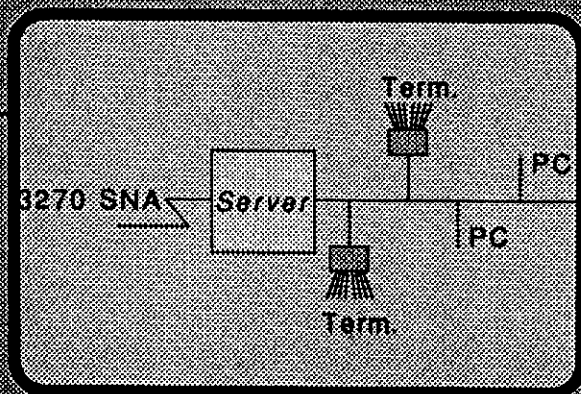 Term.
PC
3270 SNA
Server
PC
Term.